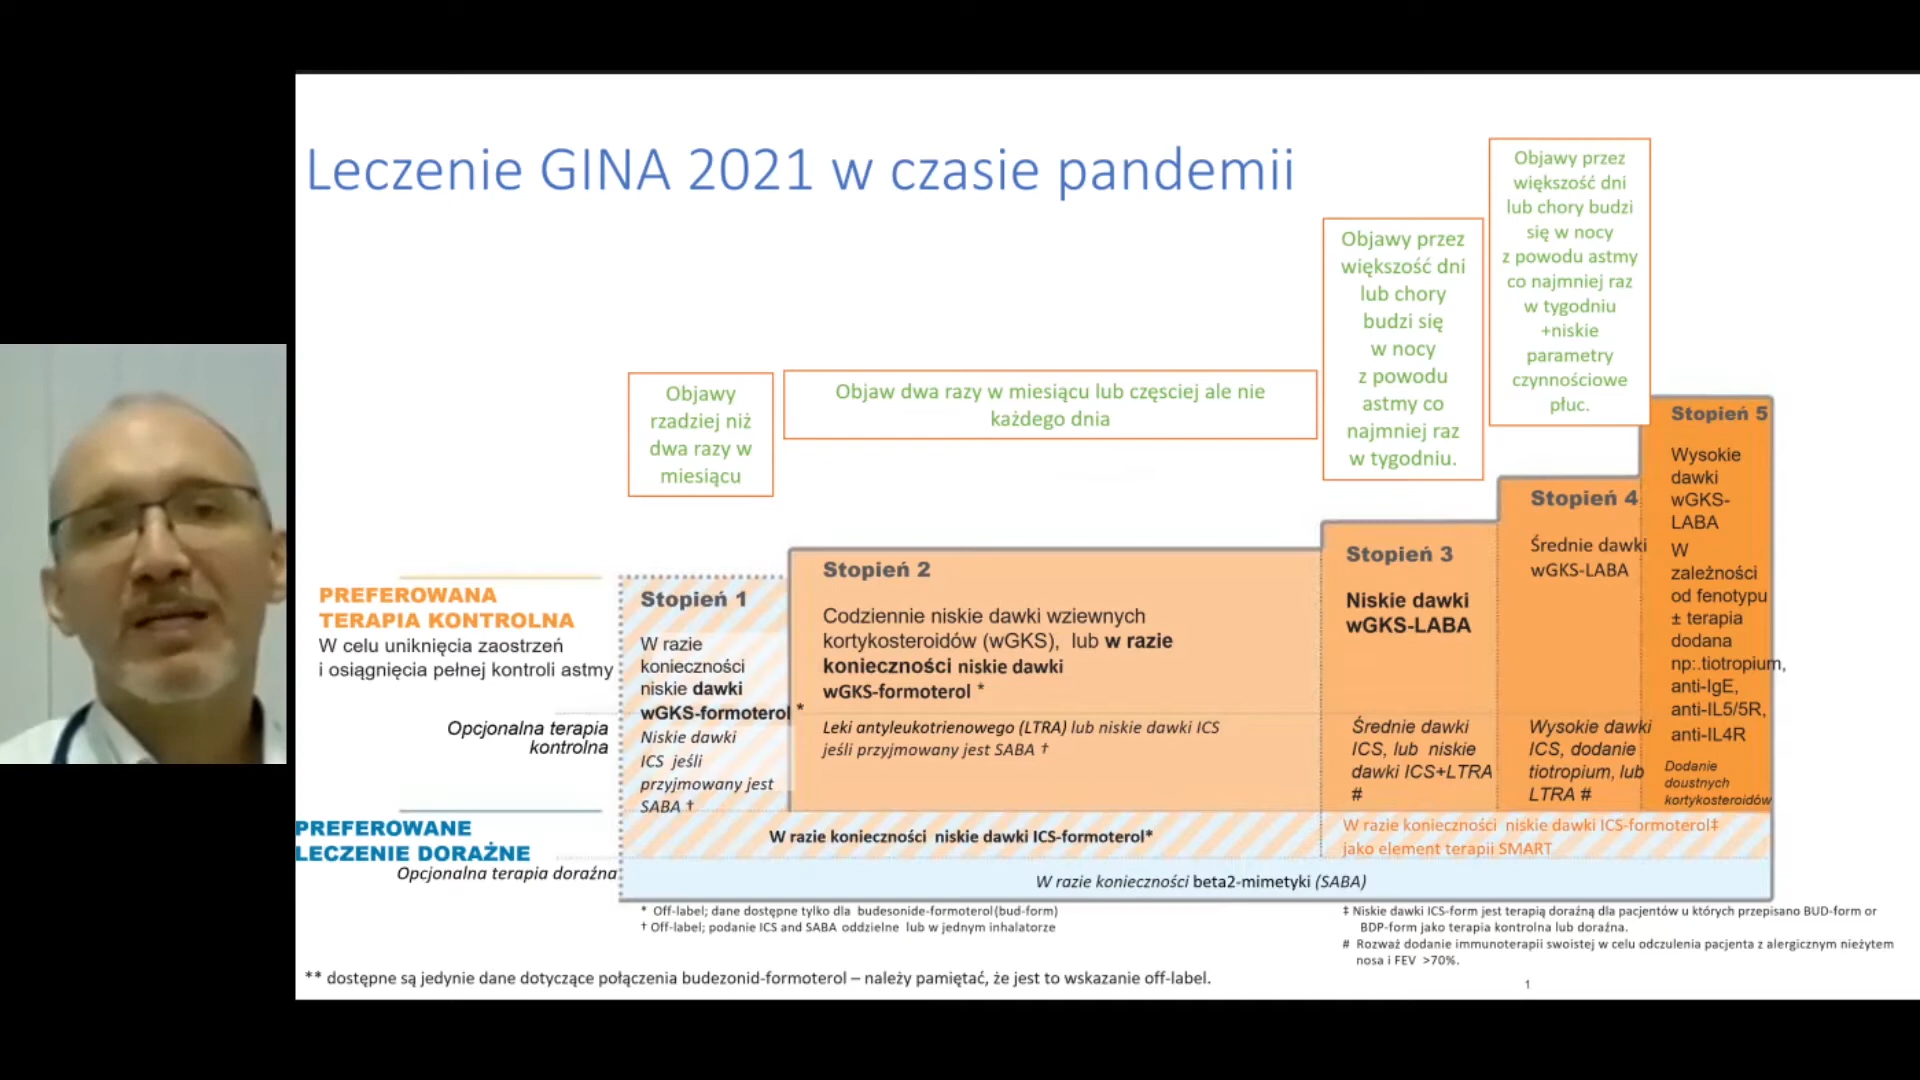 Leczenie GINA 2021 w czasie pandemii
Objawy
rzadziej niż
dwa razy w
miesiącu
Objaw dwa razy w miesiącu lub częsciej ale nie
każdego dnia
Objawy przez
większość dni
lub chory
budzi się
w nocy
z powodu
astmy co
najmniej raz
w tygodniu.
Objawy przez
większość dni
lub chory budzi
się w nocy
z powodu astmy
co najmniej raz
w tygodniu
+niskie
parametry
czynnościowe
płuc.
PREFEROWANA
TERAPIA KONTROLNA
W celu uniknięcia zaostrzeń
i osiągnięcia pełnej kontroli astmy
Opcjonalna terapia
kontrolna
Stopień 1
W razie
konieczności
niskie dawki
wGKS-formoterol *
Niskie dawki
ICS jeśli
przyjmowany jest
SABA †
Stopień 2
Codziennie niskie dawki wziewnych
kortykosteroidów (wGKS), lub w razie
konieczności niskie dawki
wGKS-formoterol *
Leki antyleukotrienowego (LTRA) lub niskie dawki ICS
jeśli przyjmowany jest SABA †
Stopień 3
Niskie dawki
wGKS-LABA
Średnie dawki
ICS, lub niskie
dawki ICS+LTRA
#
Stopień 4
Średnie dawki
wGKS-LABA
Wysokie dawki
ICS, dodanie
tiotropium, lub
LTRA #
Stopień 5
Wysokie
dawki
wGKS-
LABA
W
zależności
od fenotypu
± terapia
dodana
np:.tiotropium,
anti-IgE,
anti-IL5/5R,
anti-IL4R
Dodanie
doustnych
kortykosteroidów
PREFEROWANE
LECZENIE DORAŹNE
Opcjonalna terapia doraźna
W razie konieczności niskie dawki ICS-formoterol*
W razie konieczności niskie dawki ICS-formoterol‡
jako element terapii SMART
W razie konieczności beta2-mimetyki (SABA)
* Off-label; dane dostępne tylko dla budesonide-formoterol (bud-form)
† Off-label; podanie ICS and SABA oddzielne lub w jednym inhalatorze
‡ Niskie dawki ICS-form jest terapią doraźną dla pacjentów u których przepisano BUD-form or
BDP-form jako terapia kontrolna lub doraźna.
# Rozważ dodanie immunoterapii swoistej w celu odczulenia pacjenta z alergicznym nieżytem
nosa i FEV >70%.
** dostępne są jedynie dane dotyczące połączenia budezonid-formoterol – należy pamiętać, że jest to wskazanie off-label.
1